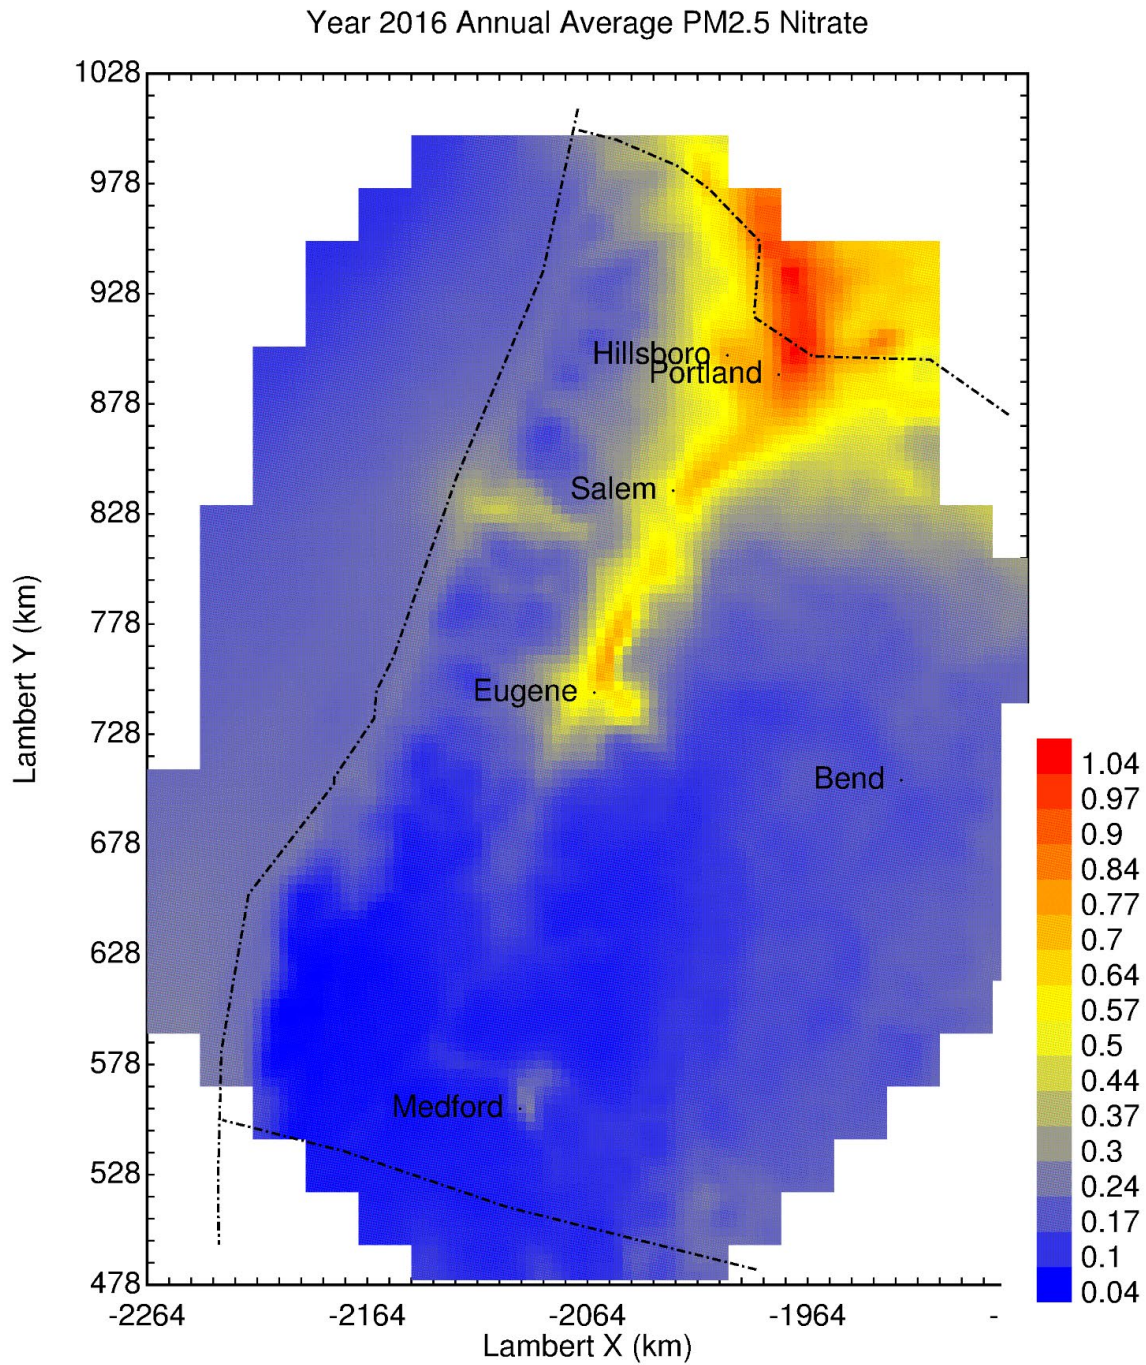 Year 2016 Annual Average PM2.5 Nitrate
1028
978
928
878
828
778
728
678
628
578
528
478
Lambert Y (km)
Hillsboro
Portland
Salem
Eugene
Bend
Medford
1.04
0.97
0.9
0.84
0.77
0.7
0.64
0.57
0.5
0.44
0.37
0.3
0.24
0.17
0.1
0.04
-2264 -2164 -2064 -1964 -
Lambert X (km)